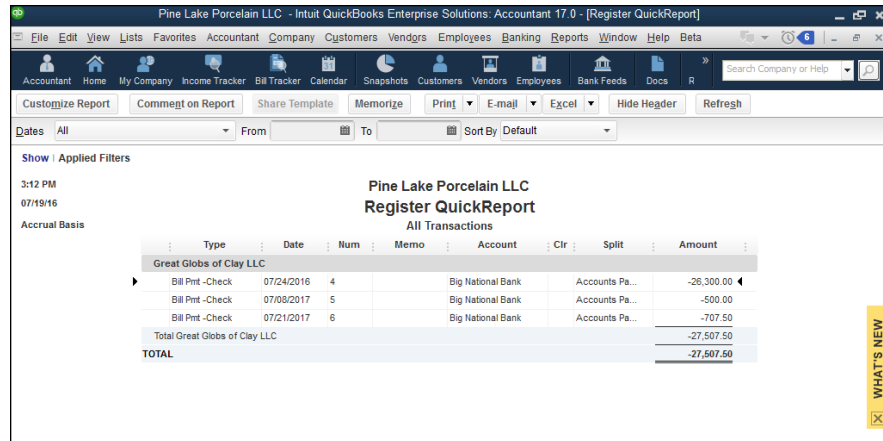 qb Pine Lake Porcelain LLC - Intuit QuickBooks Enterprise Solutions: Accountant 17.0 - [Register QuickReport]
File Edit View Lists Favorites Accountant Company Customers Vendors Employees Banking Reports Window Help Beta 6
Accountant Home My Company Income Tracker Bill Tracker Calendar Snapshots Customers Vendors Employees Bank Feeds Docs R » Search Company or Help
31
Customize Report Comment on Report Share Template Memorize Print E-mail Excel Hide Header Refresh
Dates All From To Sort By Default
Show | Applied Filters
3:12 PM Pine Lake Porcelain LLC
07/19/16 Register QuickReport
Accrual Basis All Transactions
Type Date Num Memo Account Clr Split Amount
Great Globs of Clay LLC
Bill Pmt -Check 07/24/2016 4 Big National Bank Accounts Pa... -26,300.00
Bill Pmt -Check 07/08/2017 5 Big National Bank Accounts Pa... -500.00
Bill Pmt -Check 07/21/2017 6 Big National Bank Accounts Pa... -707.50
Total Great Globs of Clay LLC -27,507.50
TOTAL -27,507.50
WHAT'S NEW